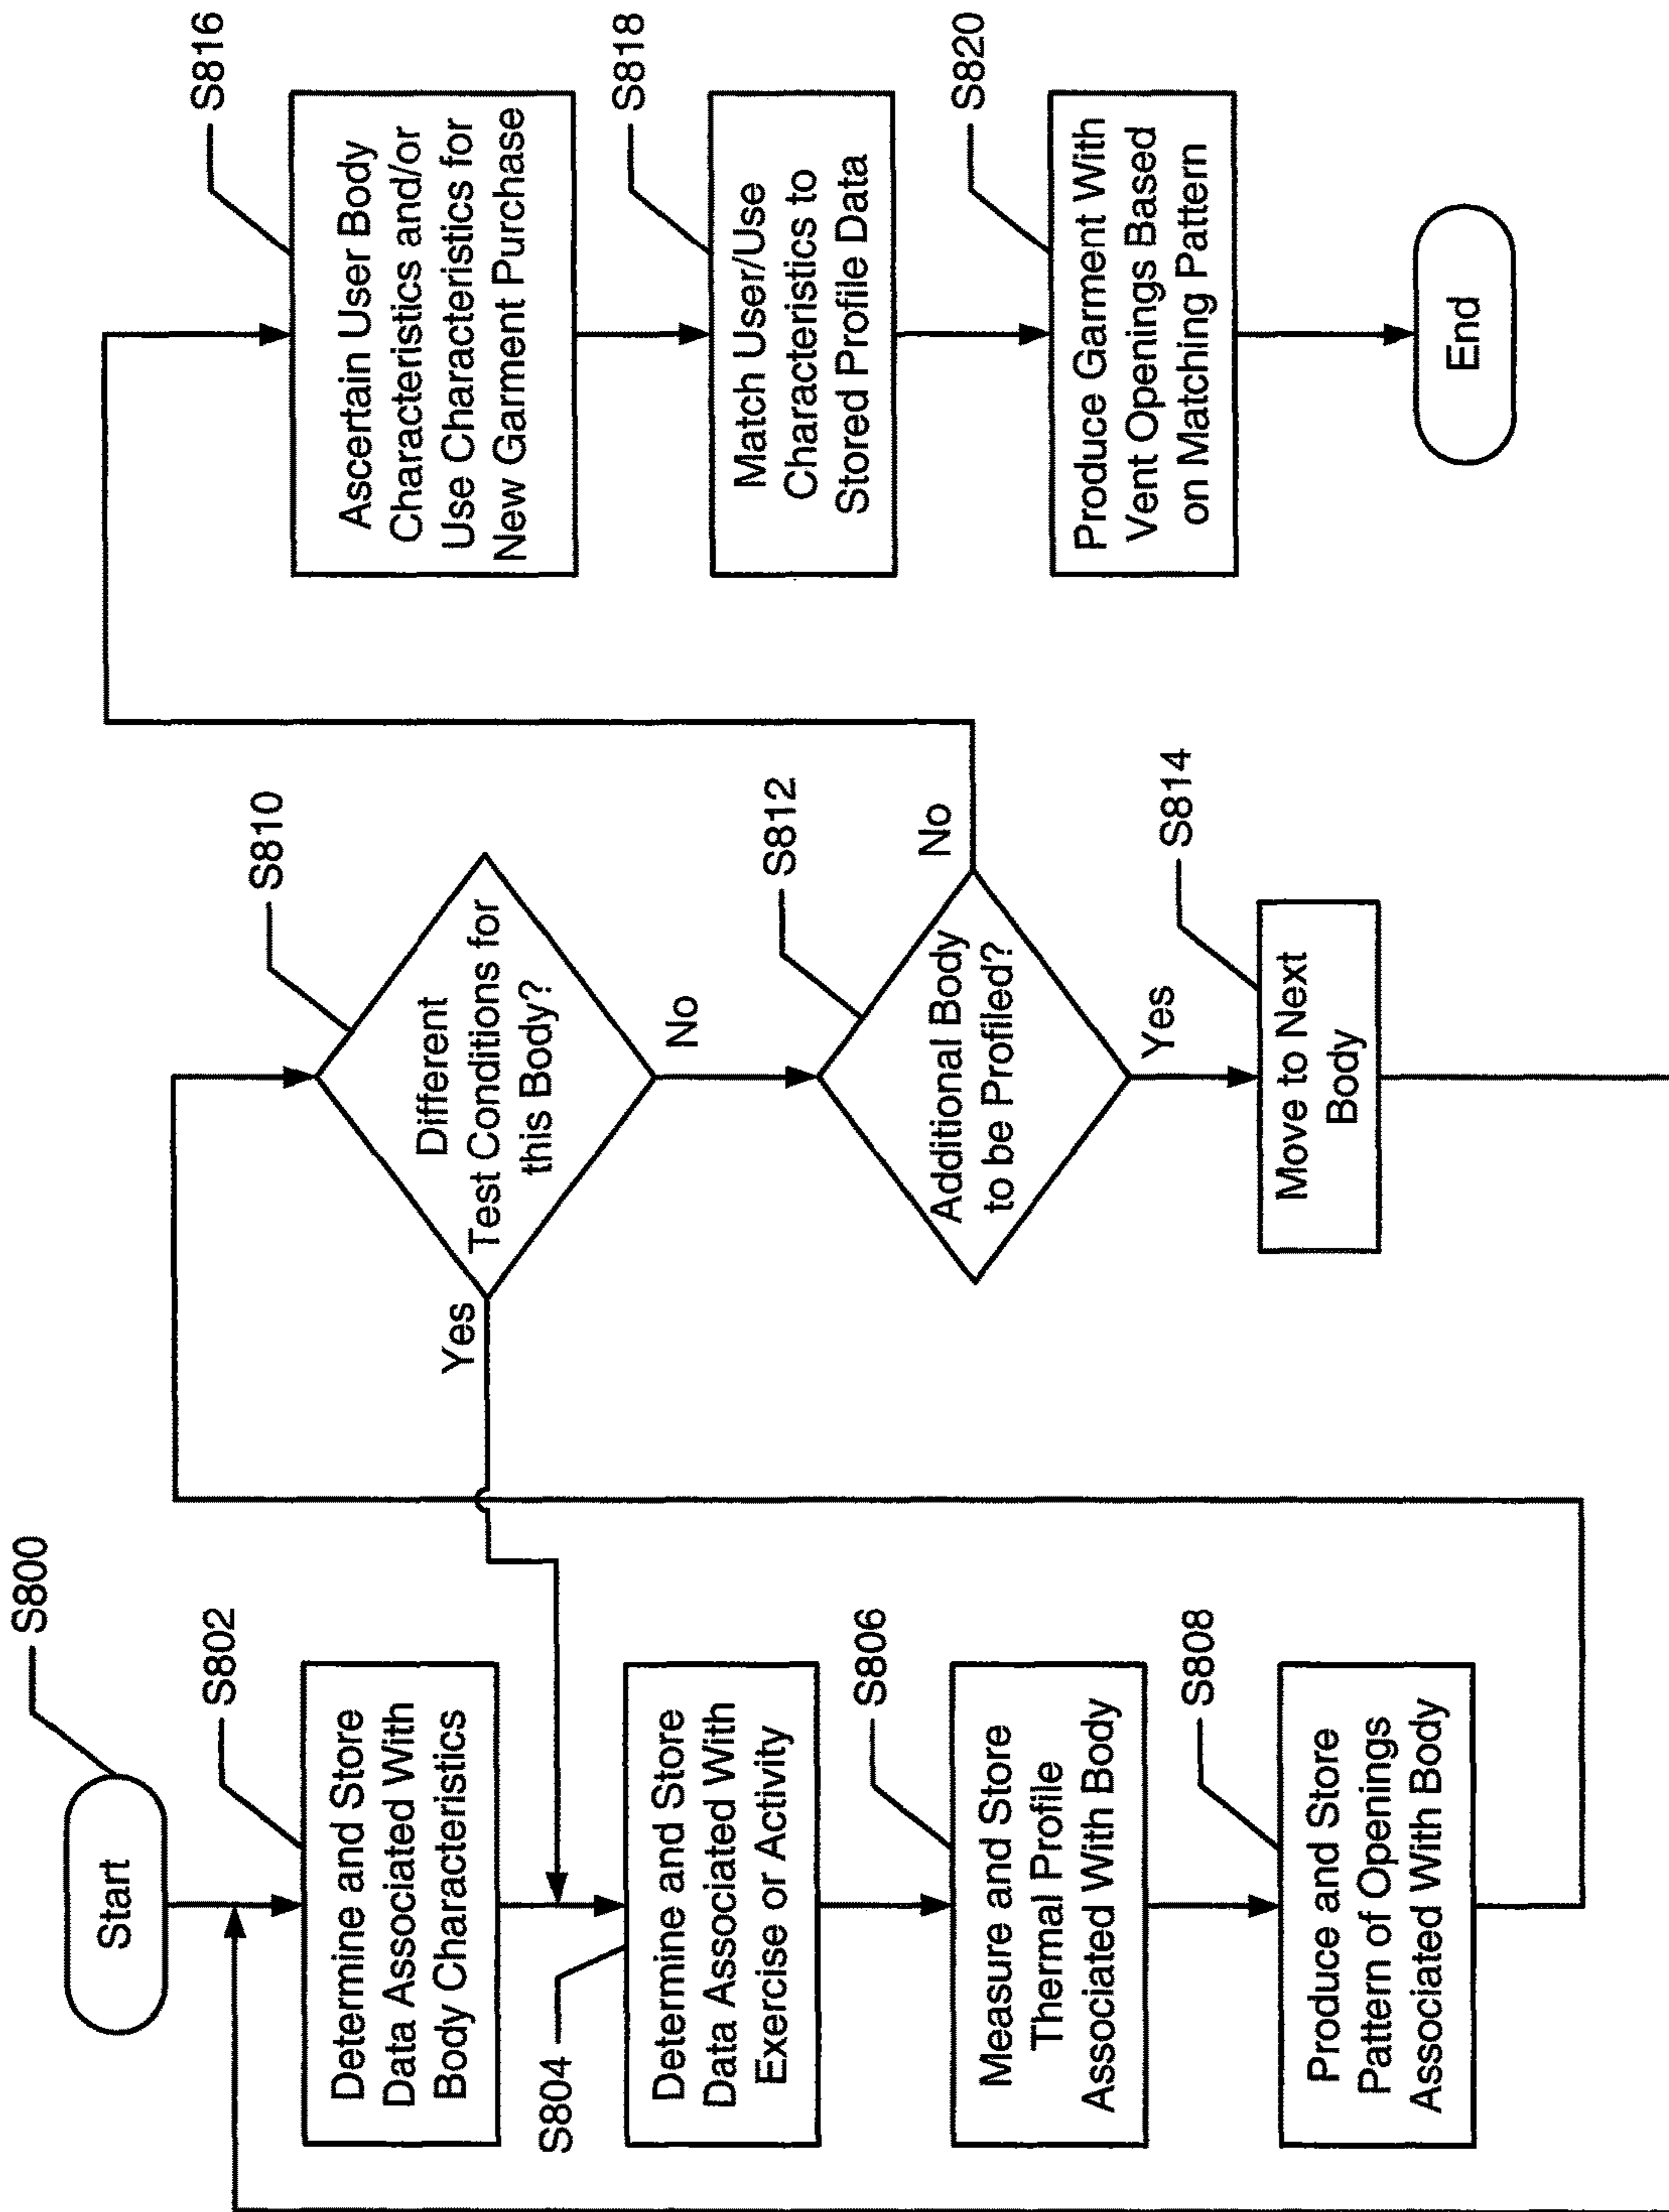 S800
Start
S802
Determine and Store
Data Associated With
Body Characteristics
S804
Determine and Store
Data Associated With
Exercise or Activity
S806
Measure and Store
Thermal Profile
Associated With Body
S808
Produce and Store
Pattern of Openings
Associated With Body
S810
Different
Test Conditions for
this Body?
Yes
No
S812
Additional Body
to be Profiled?
No
Yes
S814
Move to Next
Body
S816
Ascertain User Body
Characteristics and/or
Use Characteristics for
New Garment Purchase
S818
Match User/Use
Characteristics to
Stored Profile Data
S820
Produce Garment With
Vent Openings Based
on Matching Pattern
End